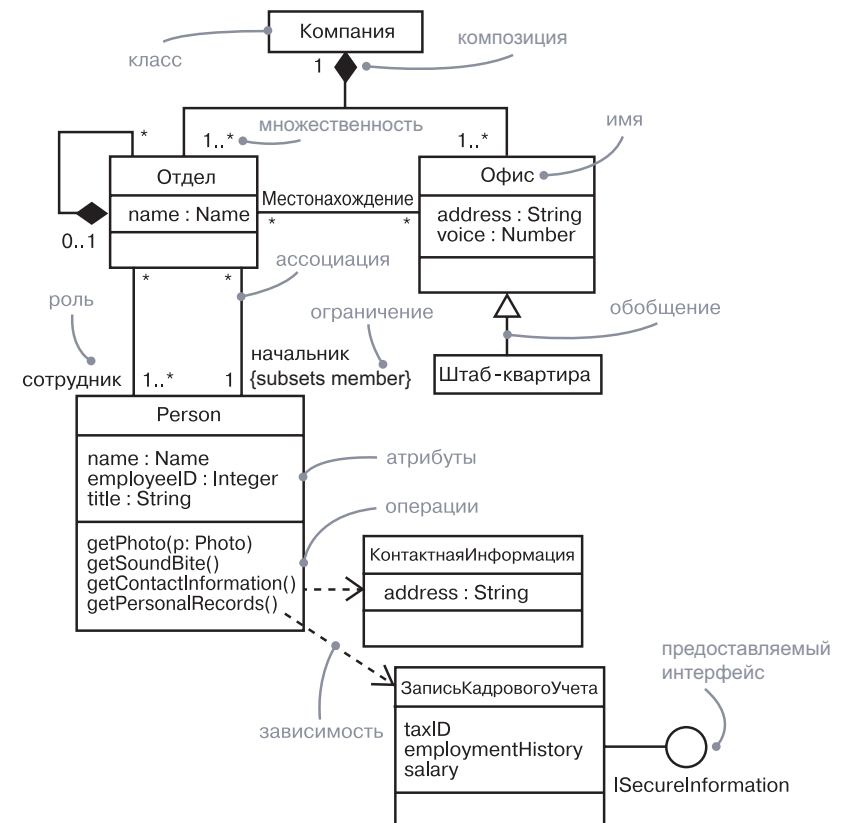 Компания
класс
композиция
1
множественность
1..*
1..*
имя
*
Отдел
Офис
name : Name
Местонахождение
address : String
voice : Number
*
*
0..1
*
*
ассоциация
роль
ограничение
обобщение
сотрудник
1..*
1
начальник
{subsets member}
Штаб-квартира
Person
name : Name
employeeID : Integer
title : String
атрибуты
операции
getPhoto(p: Photo)
getSoundBite()
getContactInformation()
getPersonalRecords()
КонтактнаяИнформация
address : String
предоставляемый
интерфейс
зависимость
ЗаписьКадровогоУчета
taxID
employmentHistory
salary
ISecureInformation